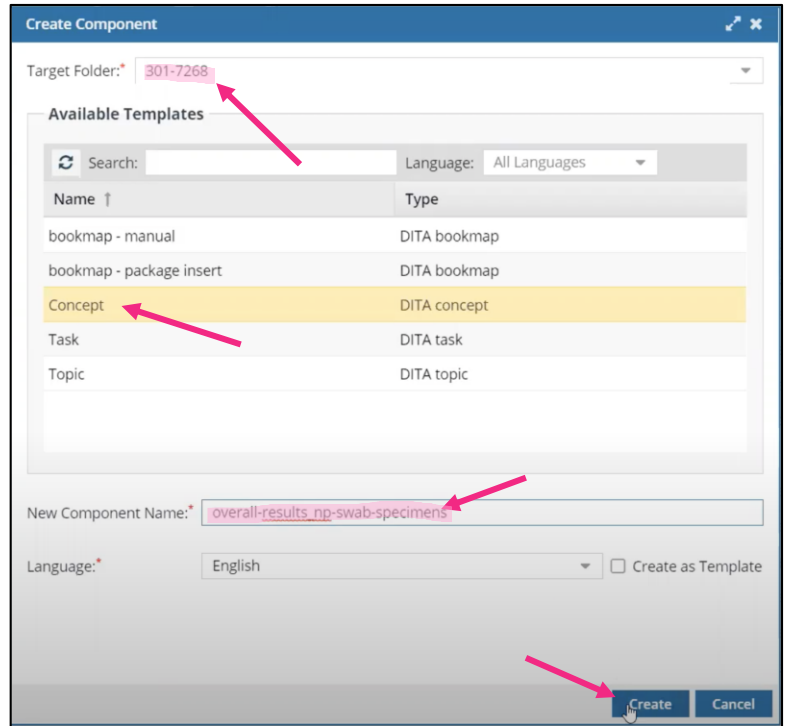 Create Component
Target Folder:* 301-7268
Available Templates
Search: Language: All Languages
Name ↑ Type
bookmap - manual DITA bookmap
bookmap - package insert DITA bookmap
Concept DITA concept
Task DITA task
Topic DITA topic
New Component Name:* overall-results_np-swab-specimens
Language:* English Create as Template
Create Cancel